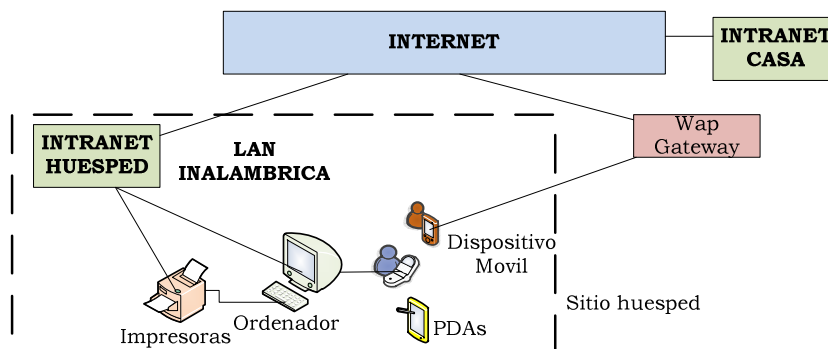 INTERNET
INTRANET
CASA
INTRANET
HUESPED
LAN
INALAMBRICA
Wap
Gateway
Dispositivo
Movil
Sitio huesped
Impresoras
Ordenador
PDAs